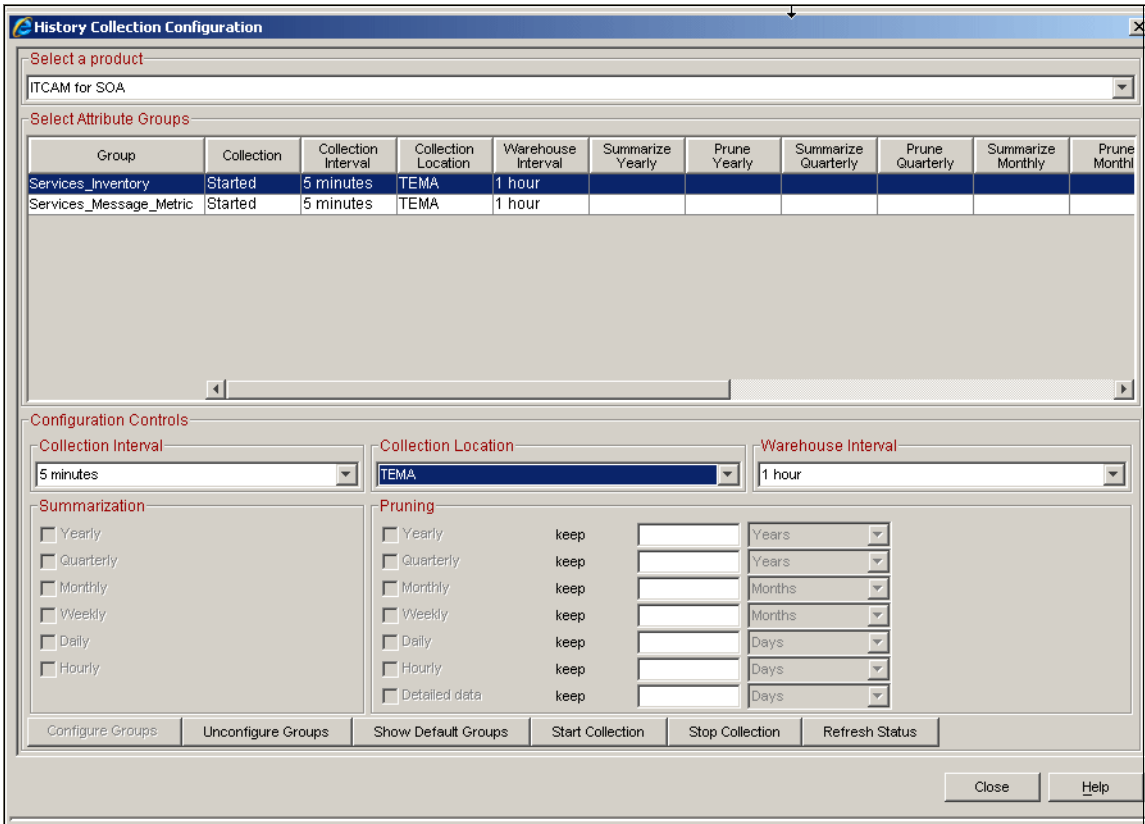 History Collection Configuration
Select a product
ITCAM for SOA
Select Attribute Groups
Group Collection Collection Interval Collection Location Warehouse Interval Summarize Yearly Prune Yearly Summarize Quarterly Prune Quarterly Summarize Monthly Prune Monthl
Services_Inventory Started 5 minutes TEMA 1 hour
Services_Message_Metric Started 5 minutes TEMA 1 hour
Configuration Controls
Collection Interval Collection Location Warehouse Interval
5 minutes TEMA 1 hour
Summarization Pruning
Yearly Yearly keep Years
Quarterly Quarterly keep Years
Monthly Monthly keep Months
Weekly Weekly keep Months
Daily Daily keep Days
Hourly Hourly keep Days
Detailed data keep Days
Configure Groups Unconfigure Groups Show Default Groups Start Collection Stop Collection Refresh Status
Close Help